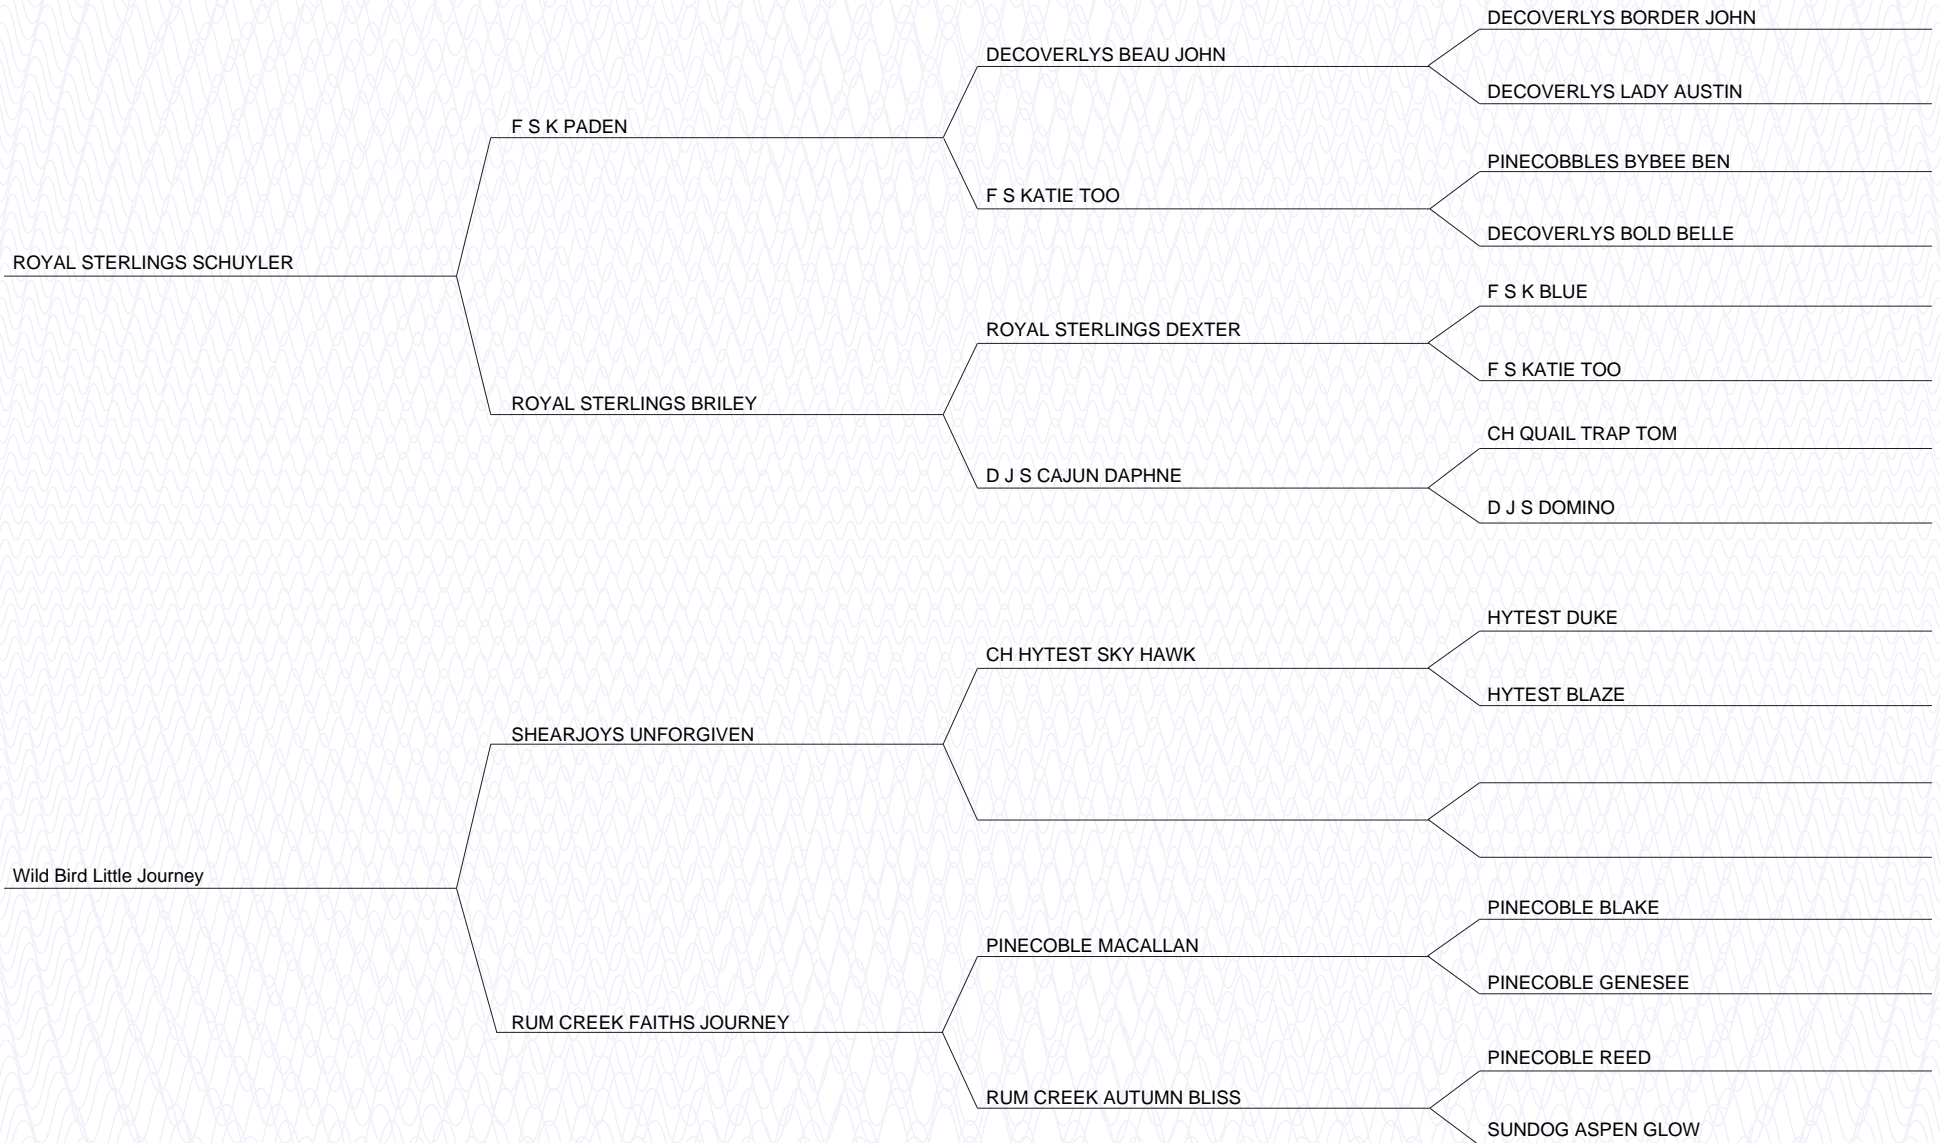 DECOVERLYS BORDER JOHN
DECOVERLYS BEAU JOHN
DECOVERLYS LADY AUSTIN
F S K PADEN
PINECOBBLES BYBEE BEN
F S KATIE TOO
DECOVERLYS BOLD BELLE
ROYAL STERLINGS SCHUYLER
F S K BLUE
ROYAL STERLINGS DEXTER
F S KATIE TOO
ROYAL STERLINGS BRILEY
CH QUAIL TRAP TOM
D J S CAJUN DAPHNE
D J S DOMINO
HYTEST DUKE
CH HYTEST SKY HAWK
HYTEST BLAZE
SHEARJOYS UNFORGIVEN
Wild Bird Little Journey
PINECOBLE BLAKE
PINECOBLE MACALLAN
PINECOBLE GENESEE
RUM CREEK FAITHS JOURNEY
PINECOBLE REED
RUM CREEK AUTUMN BLISS
SUNDOG ASPEN GLOW